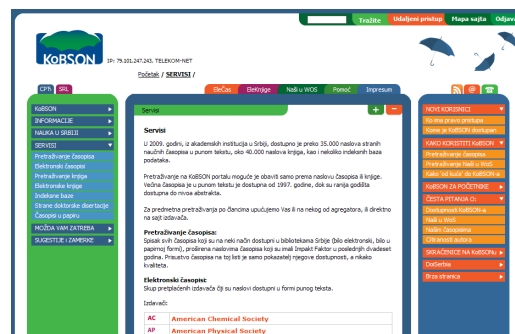 Tražite
Udaljeni pristup
Mapa sajta
Odjava
KoBSON
IP: 79.101.247.243. TELEKOM-NET
Početak / SERVISI /
СРП
SRL
EleČas
EleKnjige
Naši u WOS
Pomoć
Impresum
KoBSON
INFORMACIJE
NAUKA U SRBIJI
SERVISI
Pretraživanje časopisa
Elektronski časopisi
Pretraživanje knjiga
Elektronske knjige
Indeksne baze
Strane doktorske disertacije
Časopisi u papiru
MOŽDA VAM ZATREBA
SUGESTIJE i ZAMERKE
Servisi
Servisi
U 2009. godini, iz akademskih institucija u Srbiji, dostupno je preko 35.000 naslova stranih
naučnih časopisa u punom tekstu, oko 40.000 naslova knjiga, kao i nekoliko indeksnih baza
podataka.
Pretraživanje na KoBSON portalu moguće je obaviti samo prema naslovu časopisa ili knjige.
Većina časopisa je u punom tekstu je dostupna od 1997. godine, dok su ranija godišta
dostupna do nivoa abstrakta.
Za predmetna pretraživanja po člancima upućujemo Vas ili na nekog od agregatora, ili direktno
na sajt izdavača.
Pretraživanje časopisa:
Spisak svih časopisa koji su na neki način dostupni u bibliotekama Srbije (bilo elektronski, bilo u
papirnoj formi), proširena naslovima časopisa koji su imali Impakt Faktor u poslednjih dvadeset
godina. Prisustvo časopisa na toj listi je samo pokazatelj njegove dostupnosti, a nikako
kvaliteta.
Elektronski časopisi:
Skup pretplaćenih izdavača čiji su naslovi dostupni u formi punog teksta.
Izdavač:
AC American Chemical Society
AP American Physical Society
NOVI KORISNICI
Ko ima pravo pristupa
Kome je KoBSON dostupan
KAKO KORISTITI KoBSON
Pretraživanje časopisa
Pretraživanje Naši u WoS
Kako 'od kuće' do KoBSON-a
KoBSON ZA POČETNIKE
ČESTA PITANJA O:
Dostupnosti KoBSON-a
Naši u WoS
Našim časopisima
Citiranosti autora
SKRAĆENICE NA KoBSONu
DoiSerbia
Brza stranica